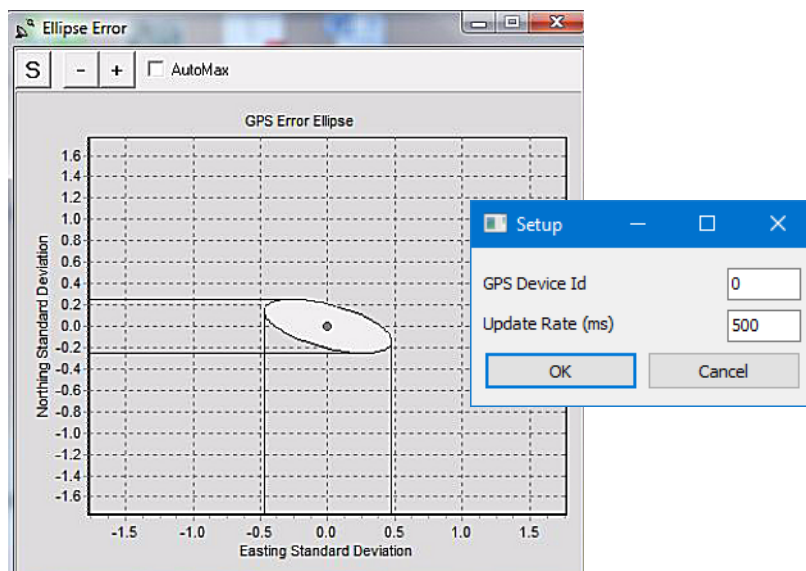 Ellipse Error
S - + AutoMax
GPS Error Ellipse
1.6
1.4
1.2
1.0
0.8
0.6
0.4
0.2
0.0
-0.2
-0.4
-0.6
-0.8
-1.0
-1.2
-1.4
-1.6
Northing Standard Deviation
-1.5 -1.0 -0.5 0.0 0.5 1.0 1.5
Easting Standard Deviation
Setup
GPS Device Id 0
Update Rate (ms) 500
OK Cancel